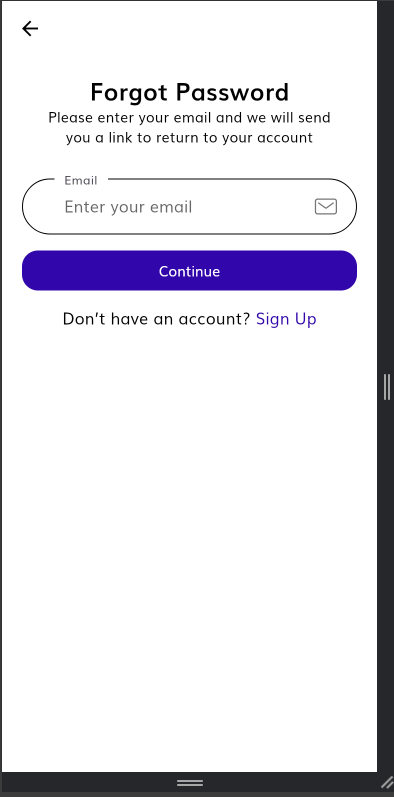 Forgot Password
Please enter your email and we will send
you a link to return to your account
Email
Enter your email
Continue
Don't have an account? Sign Up